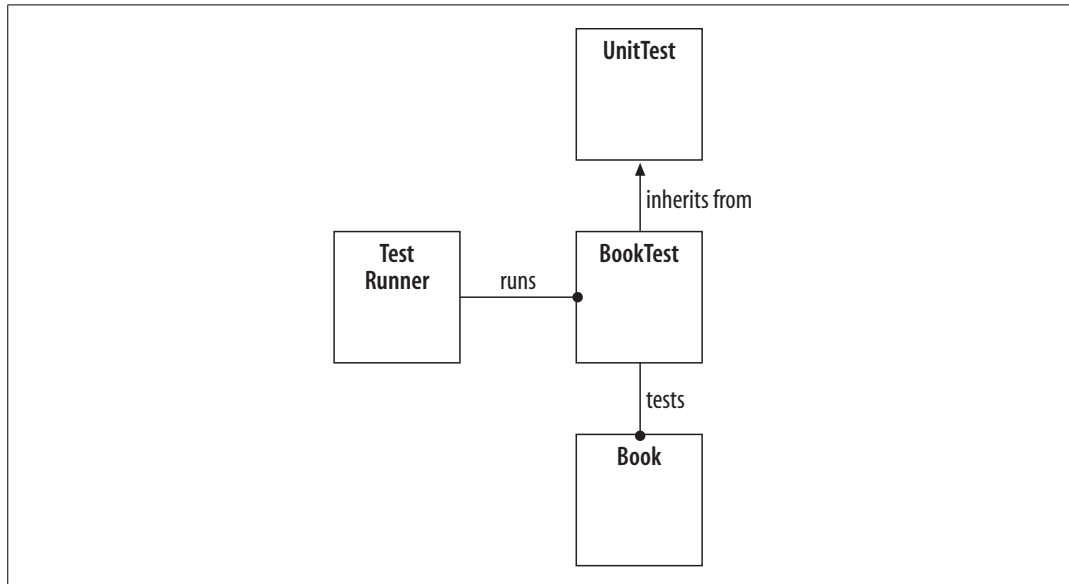 UnitTest
inherits from
Test
Runner
runs
BookTest
tests
Book